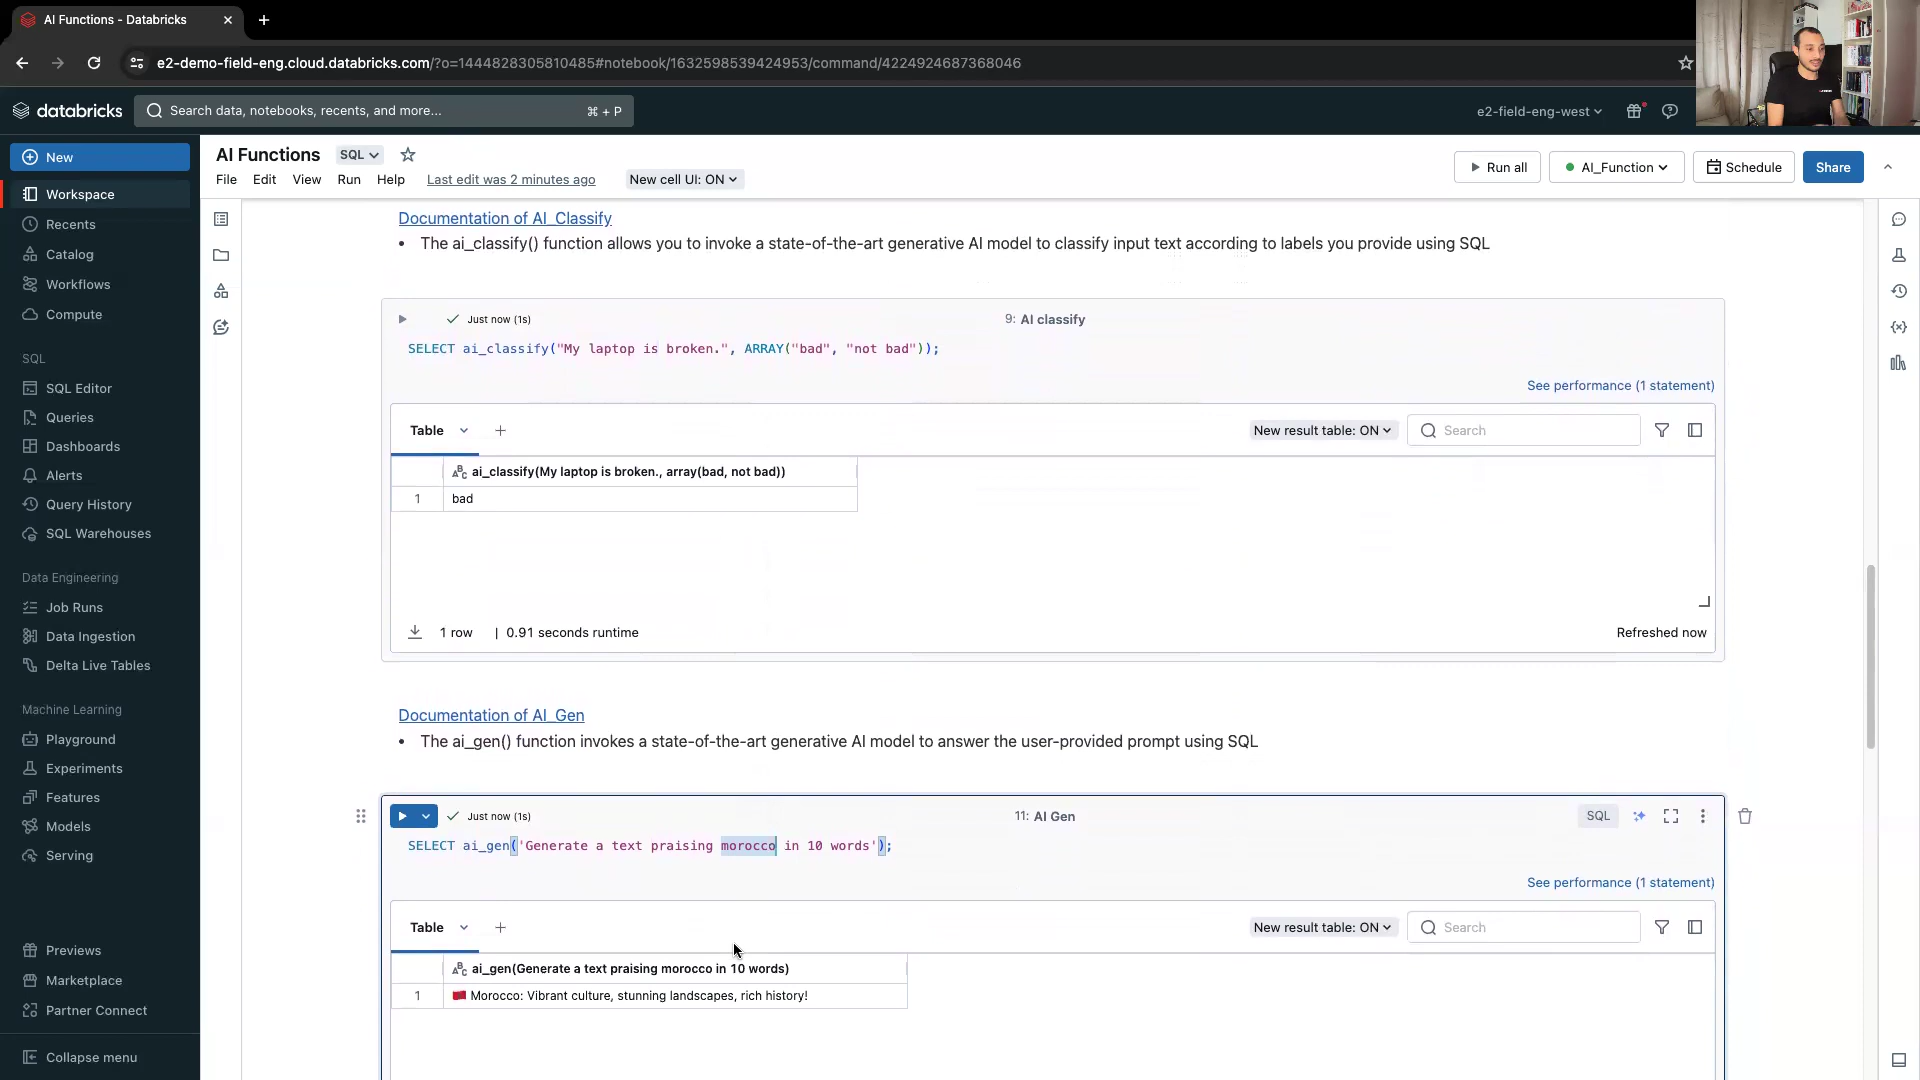 AI Functions - Databricks
e2-demo-field-eng.cloud.databricks.com/?o=1444828305810485#notebook/1632598539424953/command/4224924687368046
databricks
Search data, notebooks, recents, and more...
⌘ + P
e2-field-eng-west
New
Workspace
Recents
Catalog
Workflows
Compute
SQL
SQL Editor
Queries
Dashboards
Alerts
Query History
SQL Warehouses
Data Engineering
Job Runs
Data Ingestion
Delta Live Tables
Machine Learning
Playground
Experiments
Features
Models
Serving
Previews
Marketplace
Partner Connect
Collapse menu
AI Functions
SQL
File Edit View Run Help
Last edit was 2 minutes ago
New cell UI: ON
Run all
AI_Function
Schedule
Share
Documentation of AI_Classify
• The ai_classify() function allows you to invoke a state-of-the-art generative AI model to classify input text according to labels you provide using SQL
Just now (1s)
9: AI classify
SELECT ai_classify("My laptop is broken.", ARRAY("bad", "not bad"));
See performance (1 statement)
Table
New result table: ON
Search
ai_classify(My laptop is broken., array(bad, not bad))
1 bad
1 row | 0.91 seconds runtime
Refreshed now
Documentation of AI_Gen
• The ai_gen() function invokes a state-of-the-art generative AI model to answer the user-provided prompt using SQL
Just now (1s)
11: AI Gen
SQL
SELECT ai_gen('Generate a text praising morocco in 10 words');
See performance (1 statement)
Table
New result table: ON
Search
ai_gen(Generate a text praising morocco in 10 words)
1 🇲🇦 Morocco: Vibrant culture, stunning landscapes, rich history!